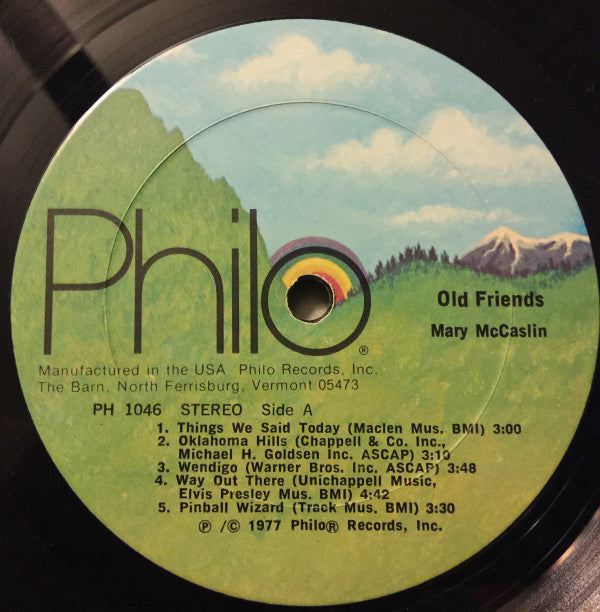 Philo®
Old Friends
Mary McCaslin
Manufactured in the USA Philo Records, Inc.
The Barn, North Ferrisburg, Vermont 05473
PH 1046 STEREO Side A
1. Things We Said Today (Maclen Mus. BMI) 3:00
2. Oklahoma Hills (Chappell & Co. Inc.,
Michael H. Goldsen Inc. ASCAP) 3:10
3. Wendigo (Warner Bros. Inc. ASCAP) 3:48
4. Way Out There (Unichappell Music,
Elvis Presley Mus. BMI) 4:42
5. Pinball Wizard (Track Mus. BMI) 3:30
℗ /© 1977 Philo® Records, Inc.